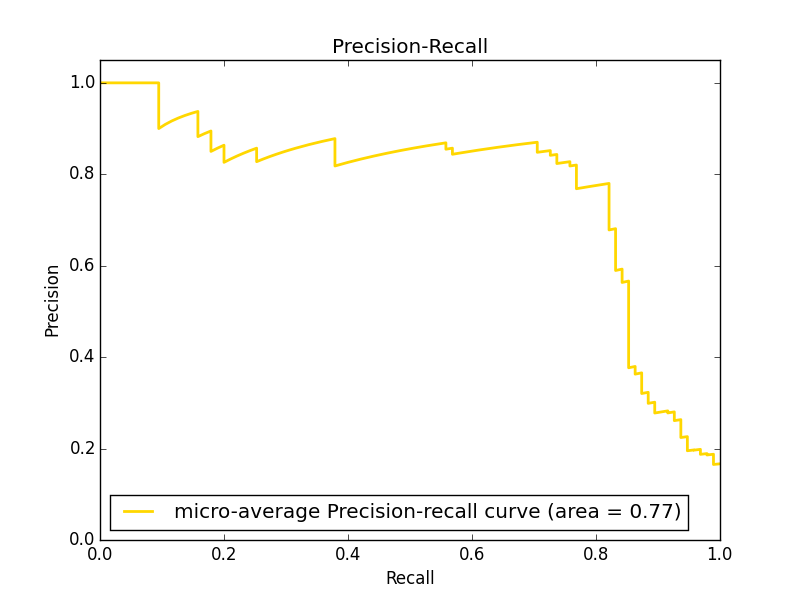 Precision-Recall
1.0
0.8
0.6
0.4
0.2
0.0
Precision
micro-average Precision-recall curve (area = 0.77)
0.0 0.2 0.4 0.6 0.8 1.0
Recall